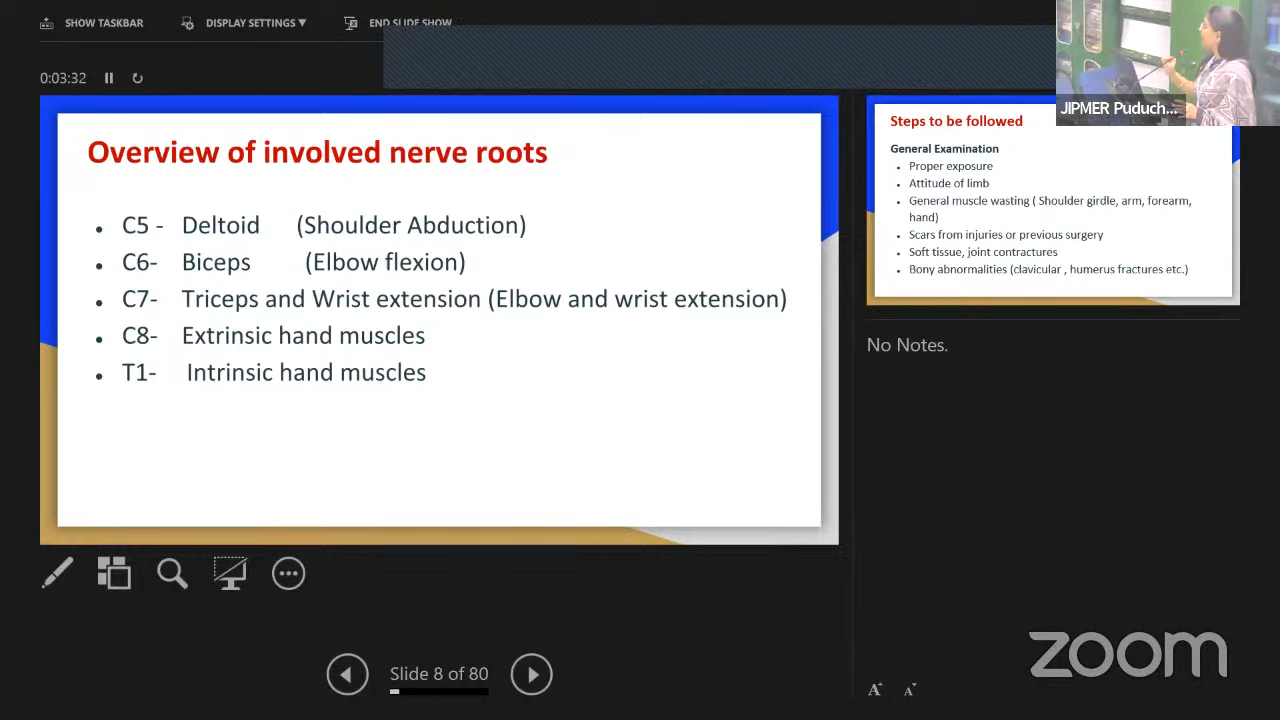 SHOW TASKBAR
DISPLAY SETTINGS ▼
END SLIDE SHOW
0:03:32
JIPMER Puduch...
Overview of involved nerve roots
• C5 - Deltoid (Shoulder Abduction)
• C6- Biceps (Elbow flexion)
• C7- Triceps and Wrist extension (Elbow and wrist extension)
• C8- Extrinsic hand muscles
• T1- Intrinsic hand muscles
Steps to be followed
General Examination
• Proper exposure
• Attitude of limb
• General muscle wasting ( Shoulder girdle, arm, forearm,
hand)
• Scars from injuries or previous surgery
• Soft tissue, joint contractures
• Bony abnormalities (clavicular , humerus fractures etc.)
No Notes.
Slide 8 of 80
A A
zoom